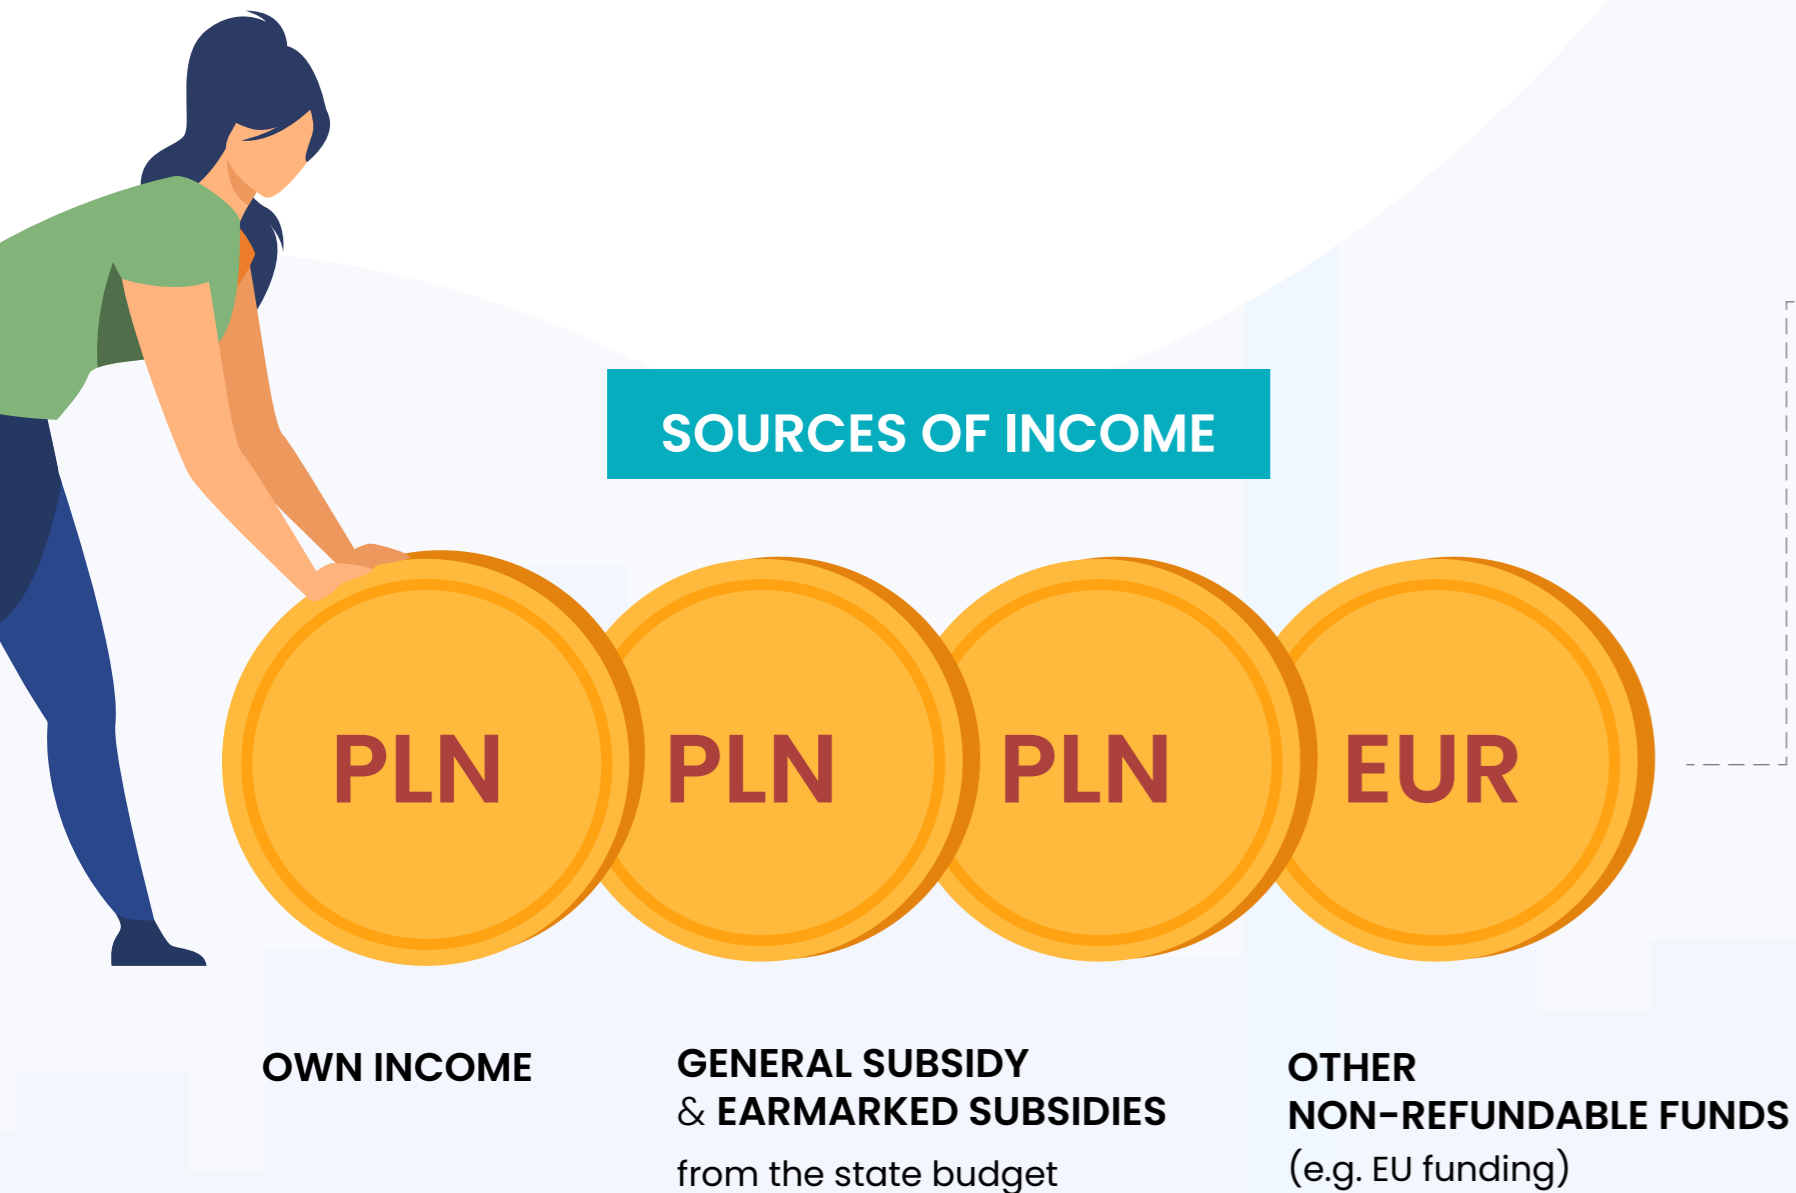 SOURCES OF INCOME
PLN PLN PLN EUR
OWN INCOME
GENERAL SUBSIDY
& EARMARKED SUBSIDIES
from the state budget
OTHER
NON-REFUNDABLE FUNDS
(e.g. EU funding)